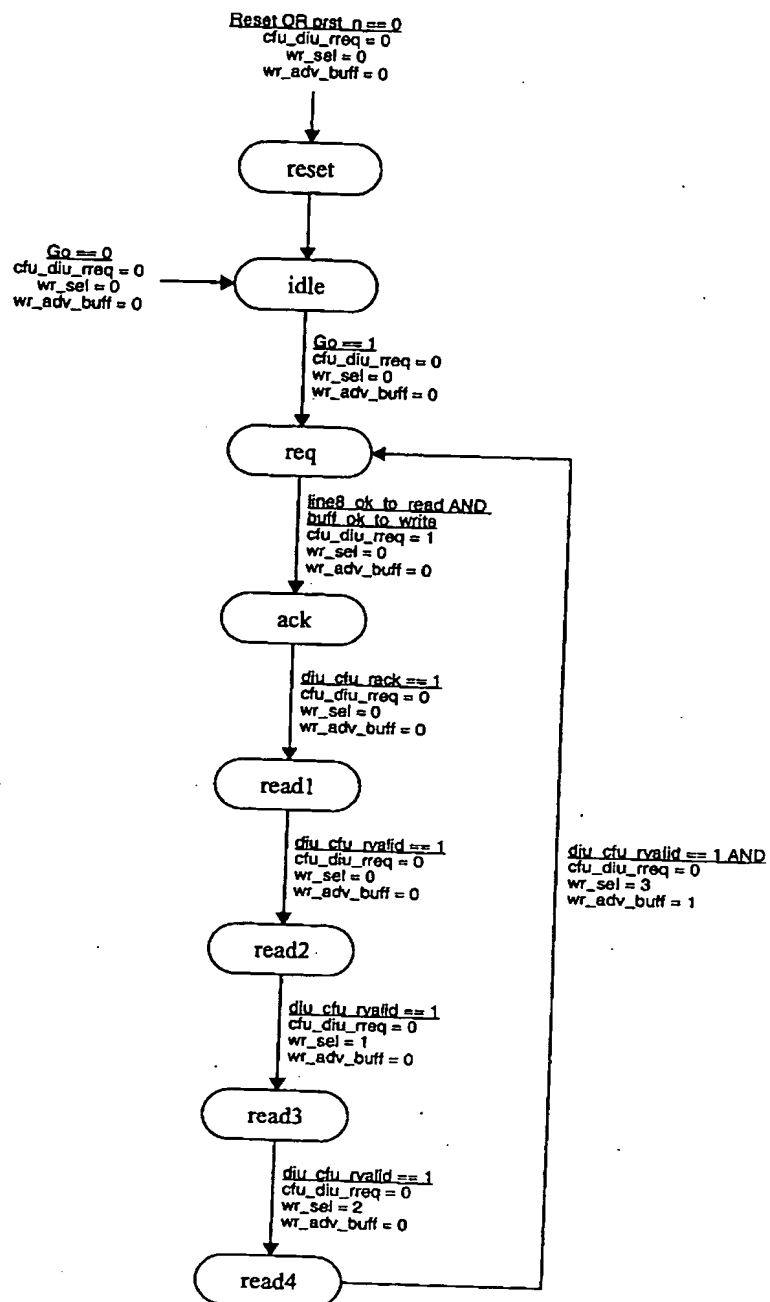 Reset OR prst_n == 0
cfu_diu_rreq = 0
wr_sel = 0
wr_adv_buff = 0
reset
Go == 0
cfu_diu_rreq = 0
wr_sel = 0
wr_adv_buff = 0
idle
Go == 1
cfu_diu_rreq = 0
wr_sel = 0
wr_adv_buff = 0
req
line8_ok_to_read AND
buff_ok_to_write
cfu_diu_rreq = 1
wr_sel = 0
wr_adv_buff = 0
ack
diu_cfu_rack == 1
cfu_diu_rreq = 0
wr_sel = 0
wr_adv_buff = 0
read1
diu_cfu_rvalid == 1
cfu_diu_rreq = 0
wr_sel = 0
wr_adv_buff = 0
diu_cfu_rvalid == 1 AND
cfu_diu_rreq = 0
wr_sel = 3
wr_adv_buff = 1
read2
diu_cfu_rvalid == 1
cfu_diu_rreq = 0
wr_sel = 1
wr_adv_buff = 0
read3
diu_cfu_rvalid == 1
cfu_diu_rreq = 0
wr_sel = 2
wr_adv_buff = 0
read4